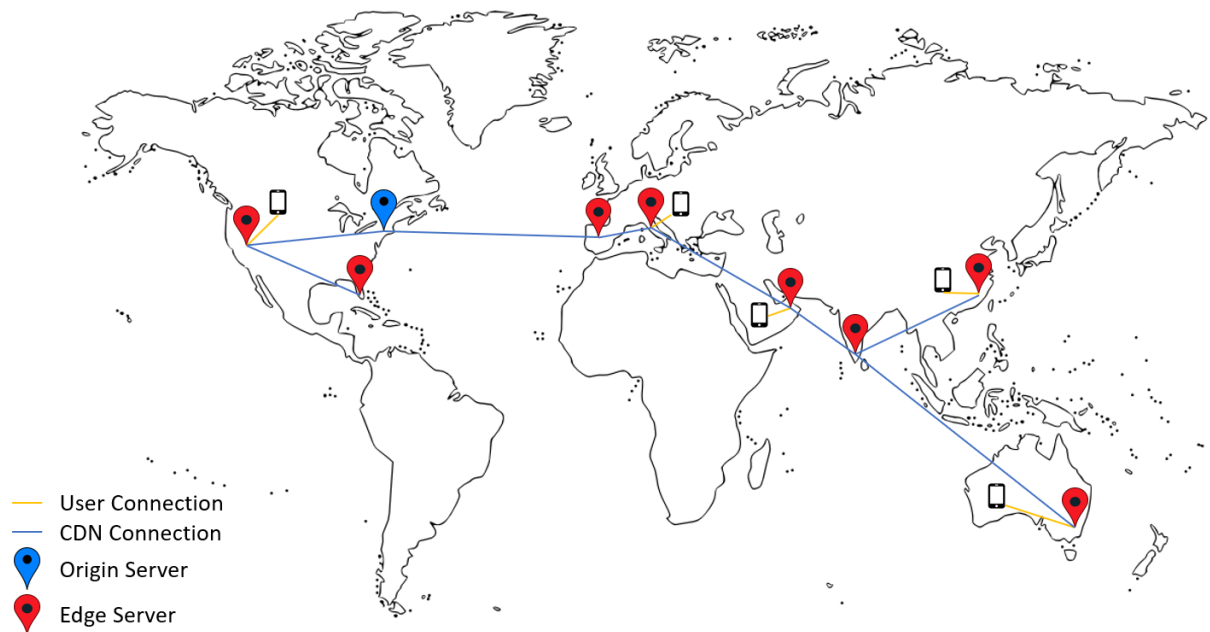 User Connection
CDN Connection
Origin Server
Edge Server